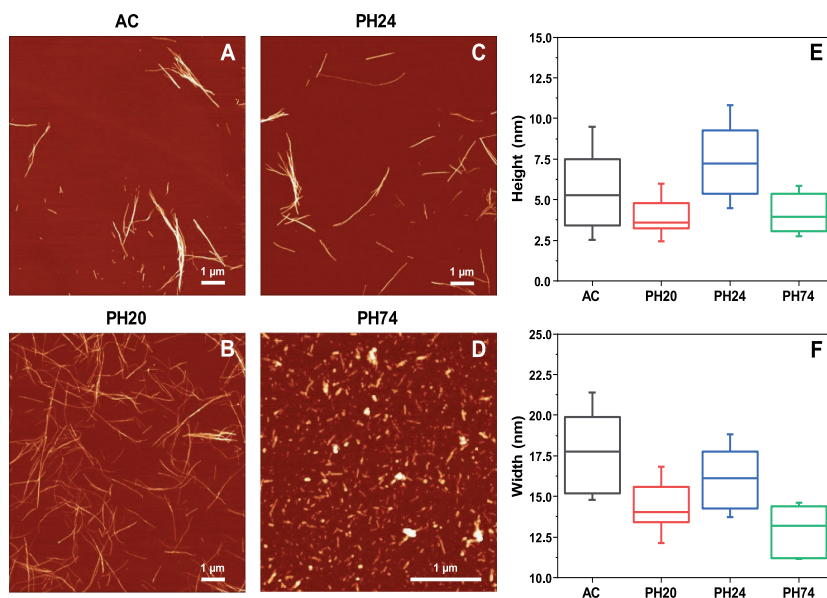 AC
A
1 µm
PH24
C
1 µm
PH20
B
1 µm
PH74
D
1 µm
E
Height (nm)
15.0
12.5
10.0
7.5
5.0
2.5
0.0
AC PH20 PH24 PH74
F
Width (nm)
25.0
22.5
20.0
17.5
15.0
12.5
10.0
AC PH20 PH24 PH74